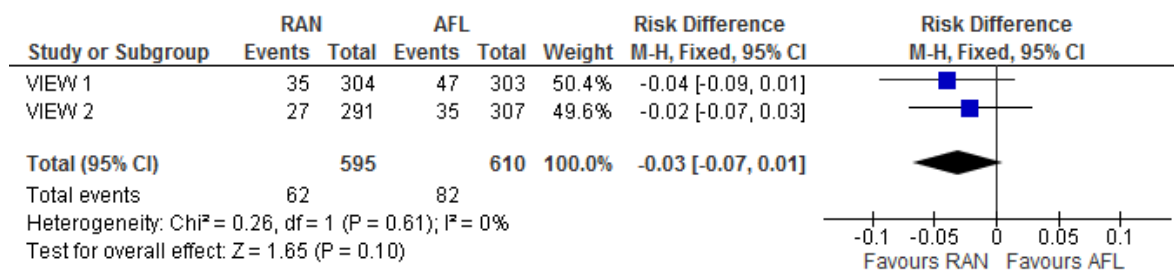 RAN AFL Risk Difference Risk Difference
Study or Subgroup Events Total Events Total Weight M-H, Fixed, 95% CI M-H, Fixed, 95% CI
VIEW 1 35 304 47 303 50.4% -0.04 [-0.09, 0.01]
VIEW 2 27 291 35 307 49.6% -0.02 [-0.07, 0.03]
Total (95% CI) 595 610 100.0% -0.03 [-0.07, 0.01]
Total events 62 82
Heterogeneity: Chi² = 0.26, df = 1 (P = 0.61); I² = 0%
Test for overall effect: Z = 1.65 (P = 0.10)
-0.1 -0.05 0 0.05 0.1
Favours RAN Favours AFL